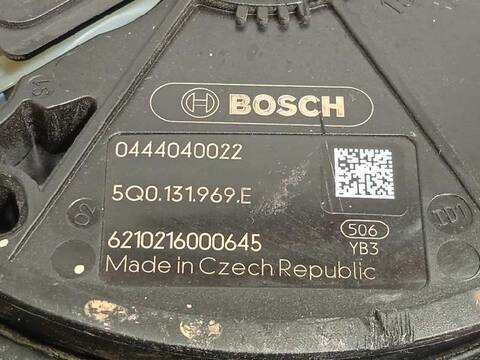 BOSCH
0444040022
5Q0.131.969.E
506
6210216000645
YB3
Made in Czech Republic